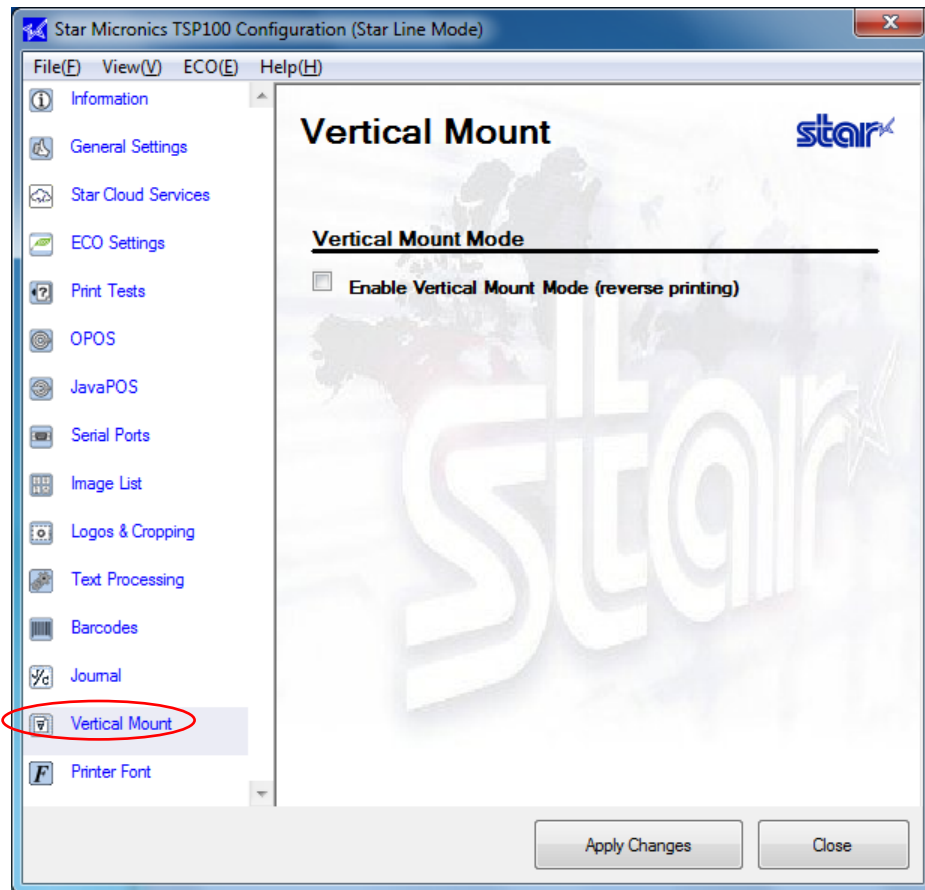 Star Micronics TSP100 Configuration (Star Line Mode)
File(F) View(V) ECO(E) Help(H)
Information
General Settings
Star Cloud Services
ECO Settings
Print Tests
OPOS
JavaPOS
Serial Ports
Image List
Logos & Cropping
Text Processing
Barcodes
Journal
Vertical Mount
Printer Font
Vertical Mount
star
Vertical Mount Mode
Enable Vertical Mount Mode (reverse printing)
star
Apply Changes
Close